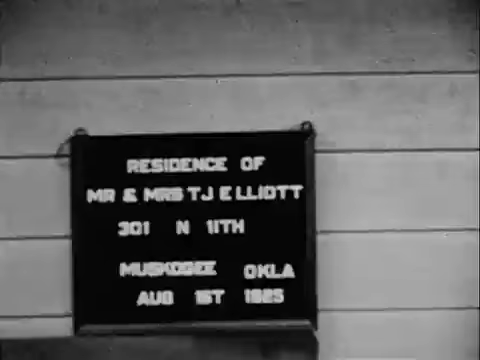 RESIDENCE OF
MR & MRS T J ELLIOTT
301 N 11TH
MUSKOGEE OKLA
AUG 1ST 1925